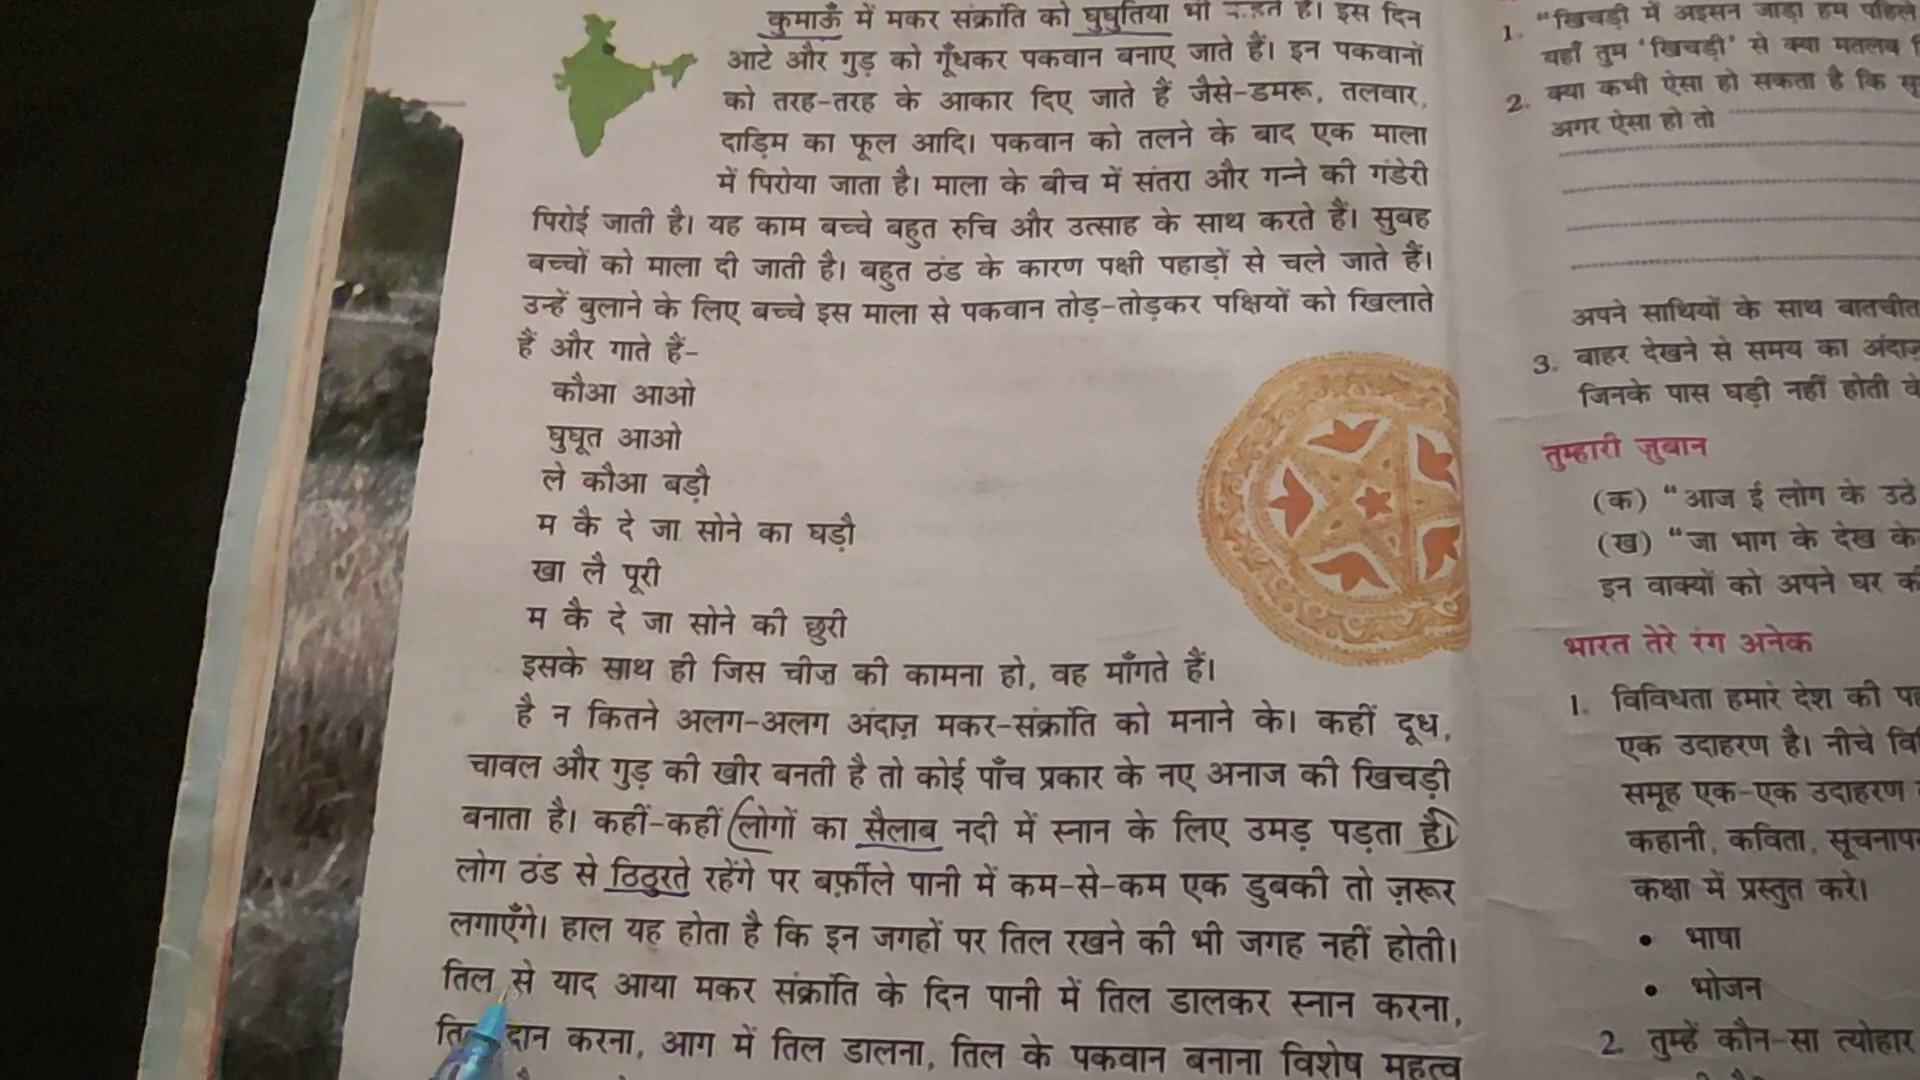 कुमाऊँ में मकर संक्रांति को घुघुतिया भी कहते हैं। इस दिन
आटे और गुड़ को गूँधकर पकवान बनाए जाते हैं। इन पकवानों
को तरह-तरह के आकार दिए जाते हैं जैसे-डमरू, तलवार,
दाड़िम का फूल आदि। पकवान को तलने के बाद एक माला
में पिरोया जाता है। माला के बीच में संतरा और गन्ने की गंडेरी
पिरोई जाती है। यह काम बच्चे बहुत रुचि और उत्साह के साथ करते हैं। सुबह
बच्चों को माला दी जाती है। बहुत ठंड के कारण पक्षी पहाड़ों से चले जाते हैं।
उन्हें बुलाने के लिए बच्चे इस माला से पकवान तोड़-तोड़कर पक्षियों को खिलाते
हैं और गाते हैं-
कौआ आओ
घुघूत आओ
ले कौआ बड़ौ
म कै दे जा सोने का घड़ौ
खा लै पूरी
म कै दे जा सोने की छुरी
इसके साथ ही जिस चीज़ की कामना हो, वह माँगते हैं।
है न कितने अलग-अलग अंदाज़ मकर-संक्रांति को मनाने के। कहीं दूध,
चावल और गुड़ की खीर बनती है तो कोई पाँच प्रकार के नए अनाज की खिचड़ी
बनाता है। कहीं-कहीं लोगों का सैलाब नदी में स्नान के लिए उमड़ पड़ता है।
लोग ठंड से ठिठुरते रहेंगे पर बर्फ़ीले पानी में कम-से-कम एक डुबकी तो ज़रूर
लगाएँगे। हाल यह होता है कि इन जगहों पर तिल रखने की भी जगह नहीं होती।
तिल से याद आया मकर संक्रांति के दिन पानी में तिल डालकर स्नान करना,
दान करना, आग में तिल डालना, तिल के पकवान बनाना विशेष महत्व
1. "खिचड़ी में अइसन जाड़ा हम पहिले
यहाँ तुम 'खिचड़ी' से क्या मतलब
2. क्या कभी ऐसा हो सकता है कि
अगर ऐसा हो तो
अपने साथियों के साथ बातचीत
3. बाहर देखने से समय का
जिनके पास घड़ी नहीं होती
तुम्हारी ज़ुबान
(क) "आज ई लोग के उठे
(ख) "जा भाग के देख के
इन वाक्यों को अपने घर की
भारत तेरे रंग अनेक
1. विविधता हमारे देश की
एक उदाहरण है। नीचे
समूह एक-एक उदाहरण
कहानी, कविता,
कक्षा में प्रस्तुत करे।
• भाषा
• भोजन
2. तुम्हें कौन-सा त्योहार